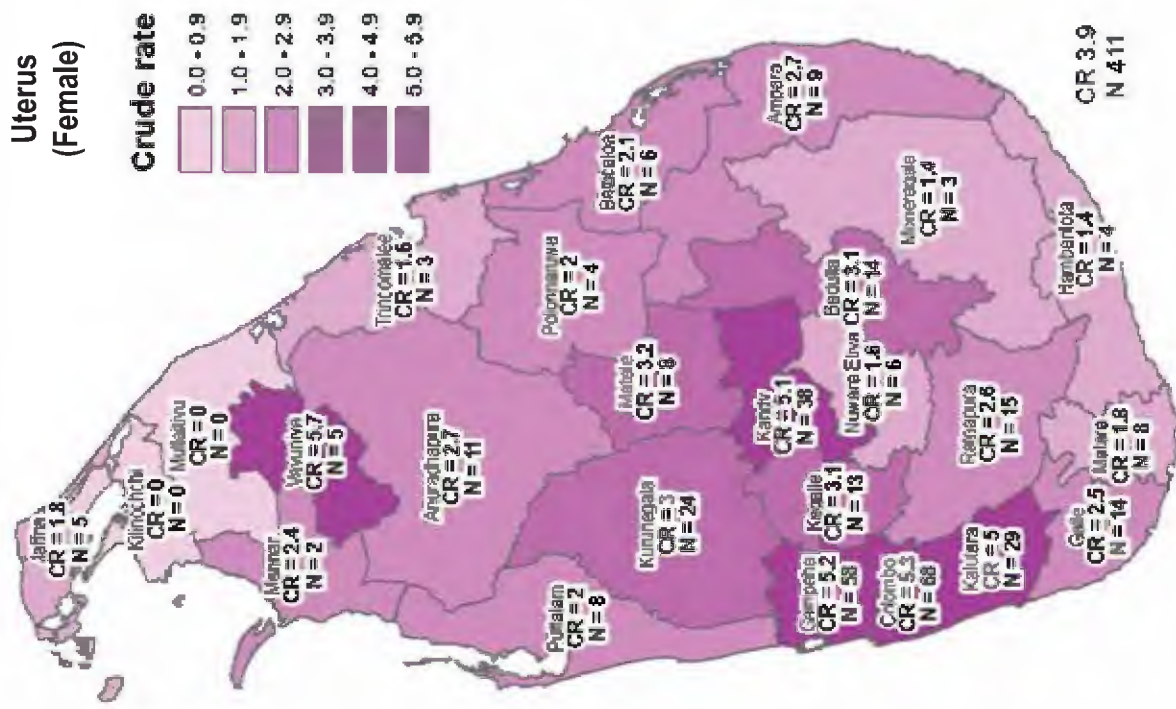 Uterus
(Female)
Crude rate
0.0 - 0.9
1.0 - 1.9
2.0 - 2.9
3.0 - 3.9
4.0 - 4.9
5.0 - 5.9
Jaffna
CR = 1.8
N = 5
Kilinochchi
CR = 0
N = 0
Mullaitivu
CR = 0
N = 0
Mannar
CR = 2.4
N = 2
Vavuniya
CR = 5.7
N = 5
Trincomalee
CR = 1.6
N = 3
Anuradhapura
CR = 2.7
N = 11
Puttalam
CR = 2
N = 8
Polonnaruwa
CR = 2
N = 4
Batticaloa
CR = 2.1
N = 6
Kurunegala
CR = 3
N = 24
Matale
CR = 3.2
N = 8
Ampara
CR = 2.7
N = 9
Kandy
CR = 5.1
N = 38
Gampaha
CR = 5.2
N = 58
Kegalle
CR = 3.1
N = 13
Nuwara Eliya
CR = 1.6
N = 6
Badulla
CR = 3.1
N = 14
Colombo
CR = 5.3
N = 68
Moneragala
CR = 1.4
N = 3
Kalutara
CR = 5
N = 29
Ratnapura
CR = 2.6
N = 15
Galle
CR = 2.5
N = 14
Matara
CR = 1.8
N = 8
Hambantota
CR = 1.4
N = 4
CR 3.9
N 411